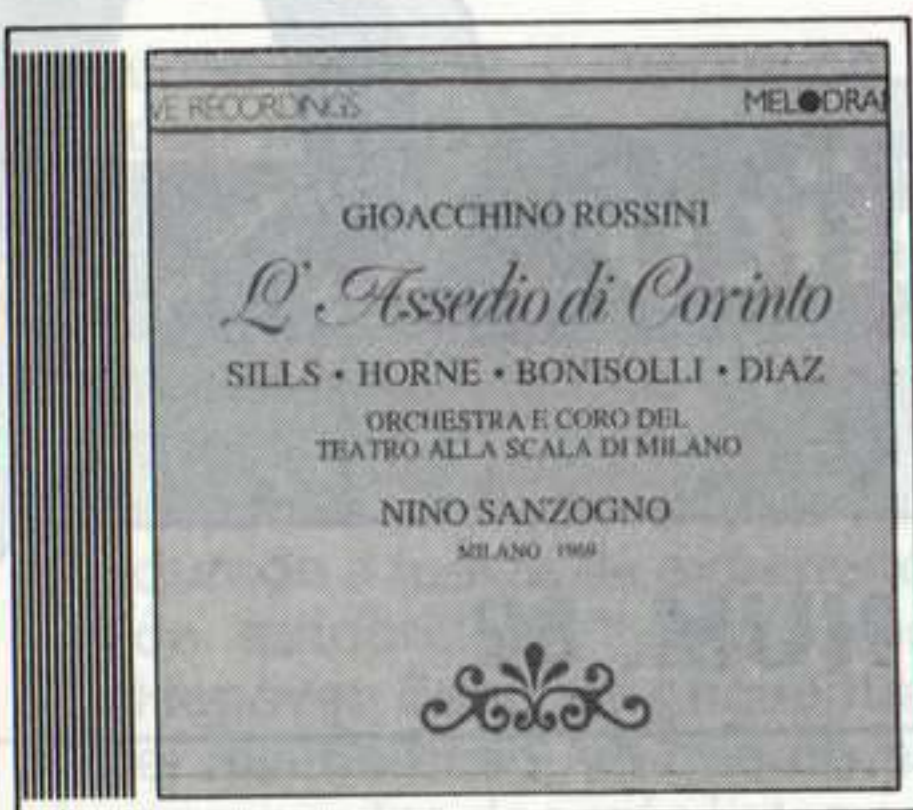 VE RECORDINGS MELODRA
GIOACCHINO ROSSINI
L' Assedio di Corinto
SILLS • HORNE • BONISOLLI • DIAZ
ORCHESTRA E CORO DEL
TEATRO ALLA SCALA DI MILANO
NINO SANZOGNO
MILANO 1969